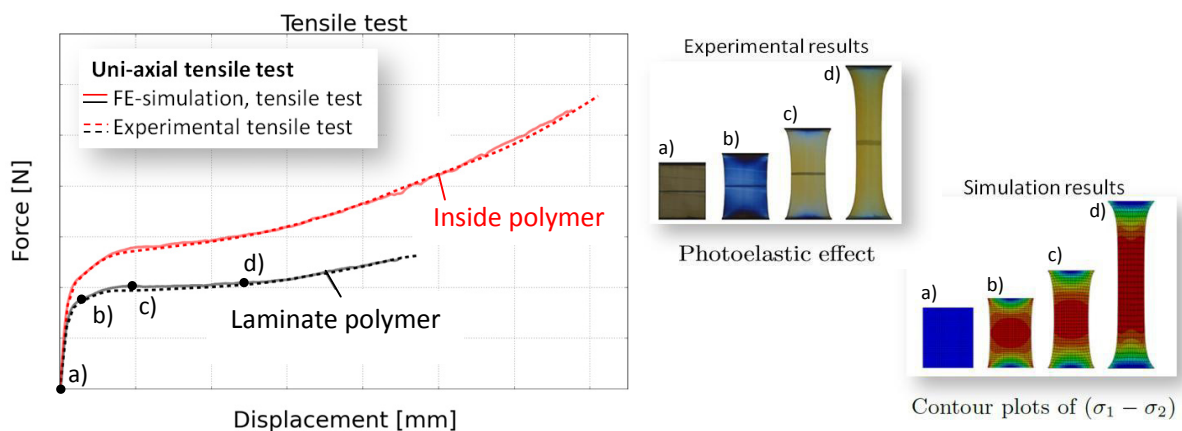 Tensile test
Uni-axial tensile test
FE-simulation, tensile test
Experimental tensile test
Force [N]
Inside polymer
Laminate polymer
a)
b)
c)
d)
Displacement [mm]
Experimental results
a)
b)
c)
d)
Photoelastic effect
Simulation results
a)
b)
c)
d)
Contour plots of (σ₁ − σ₂)